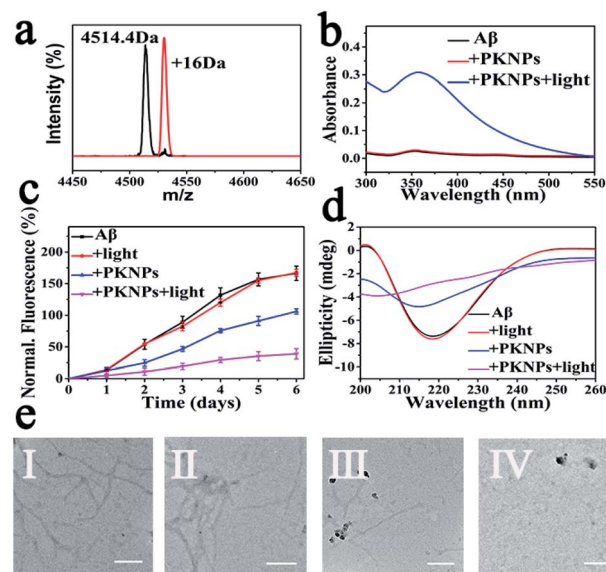 a
4514.4Da
+16Da
Intensity (%)
4450 4500 4550 4600 4650
m/z
b
Aβ
+PKNPs
+PKNPs+light
Absorbance
0.4
0.3
0.2
0.1
0.0
300 350 400 450 500 550
Wavelength (nm)
c
Aβ
+light
+PKNPs
+PKNPs+light
Normal. Fluorescence (%)
200
150
100
50
0
0 1 2 3 4 5 6
Time (days)
d
Aβ
+light
+PKNPs
+PKNPs+light
Ellipticity (mdeg)
0
-2
-4
-6
-8
-10
200 210 220 230 240 250 260
Wavelength (nm)
e
I
II
III
IV